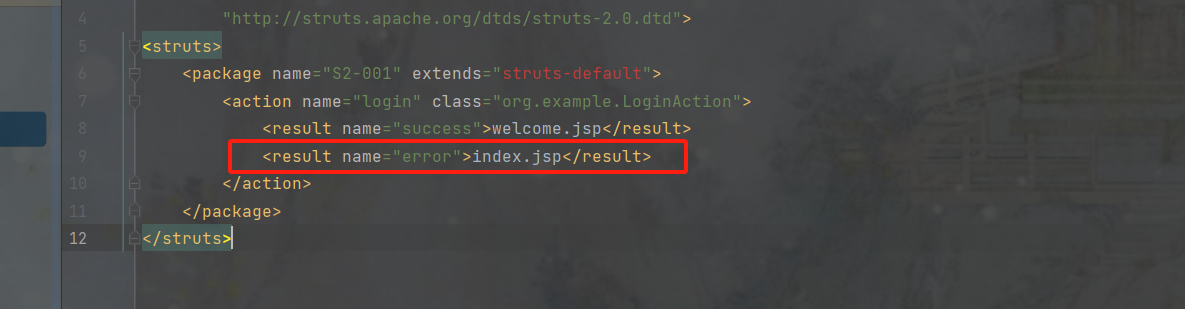 4 "http://struts.apache.org/dtds/struts-2.0.dtd">
5 <struts>
6 <package name="S2-001" extends="struts-default">
7 <action name="login" class="org.example.LoginAction">
8 <result name="success">welcome.jsp</result>
9 <result name="error">index.jsp</result>
10 </action>
11 </package>
12 </struts>